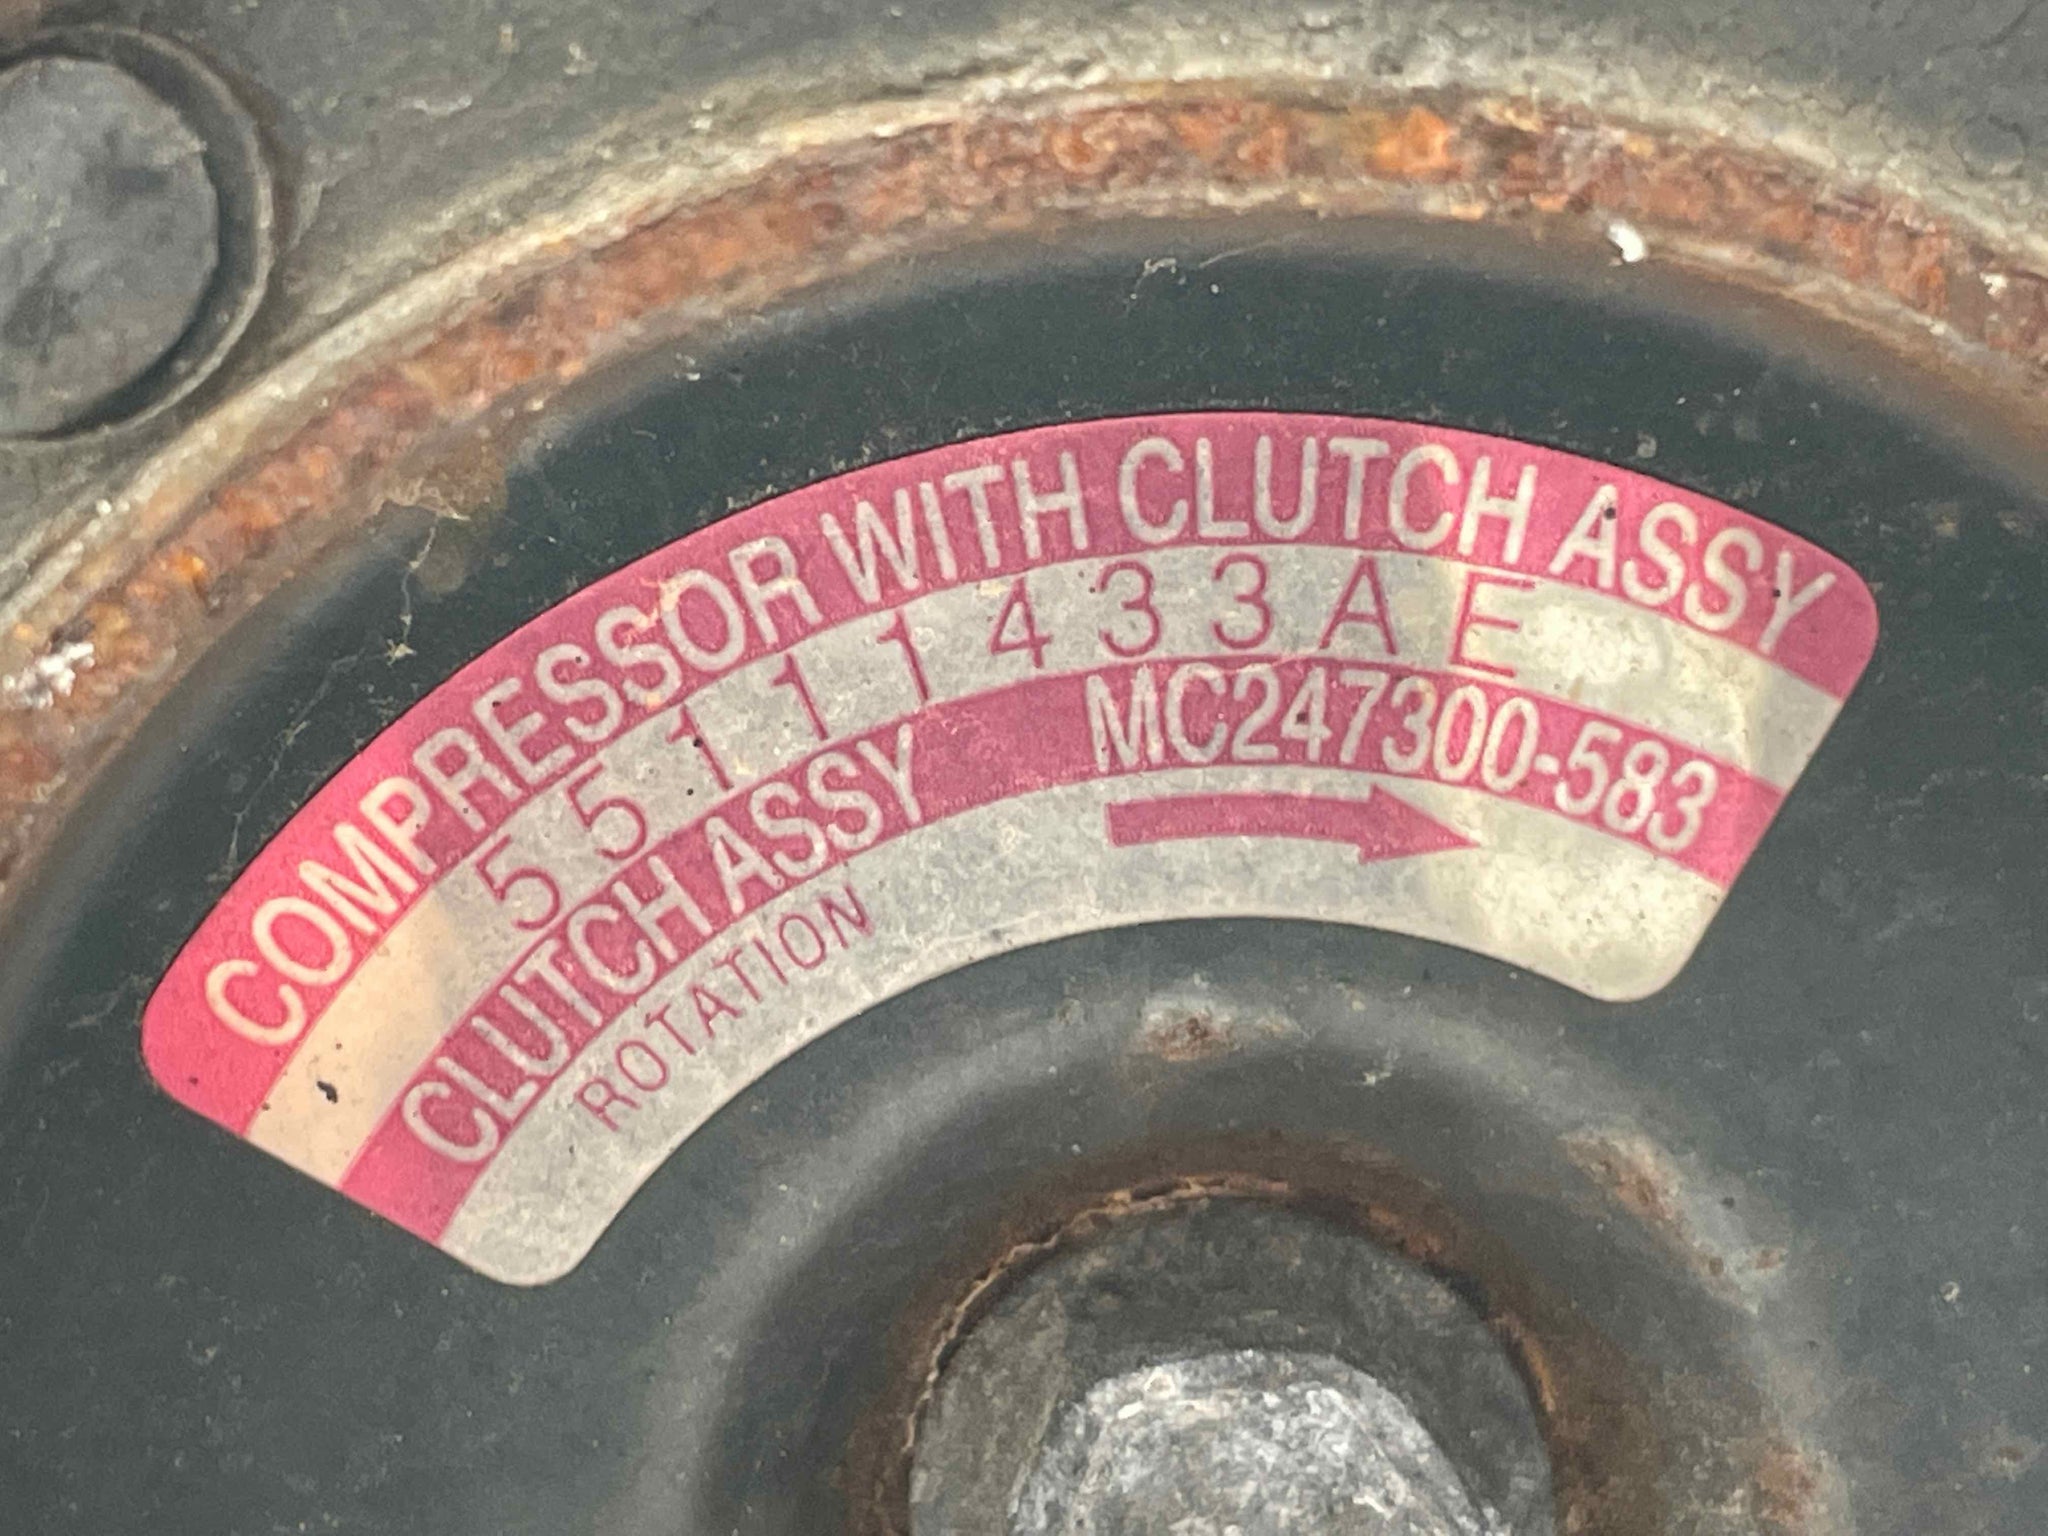 COMPRESSOR WITH CLUTCH ASSY
55111433AE
CLUTCH ASSY MC247300-583
ROTATION